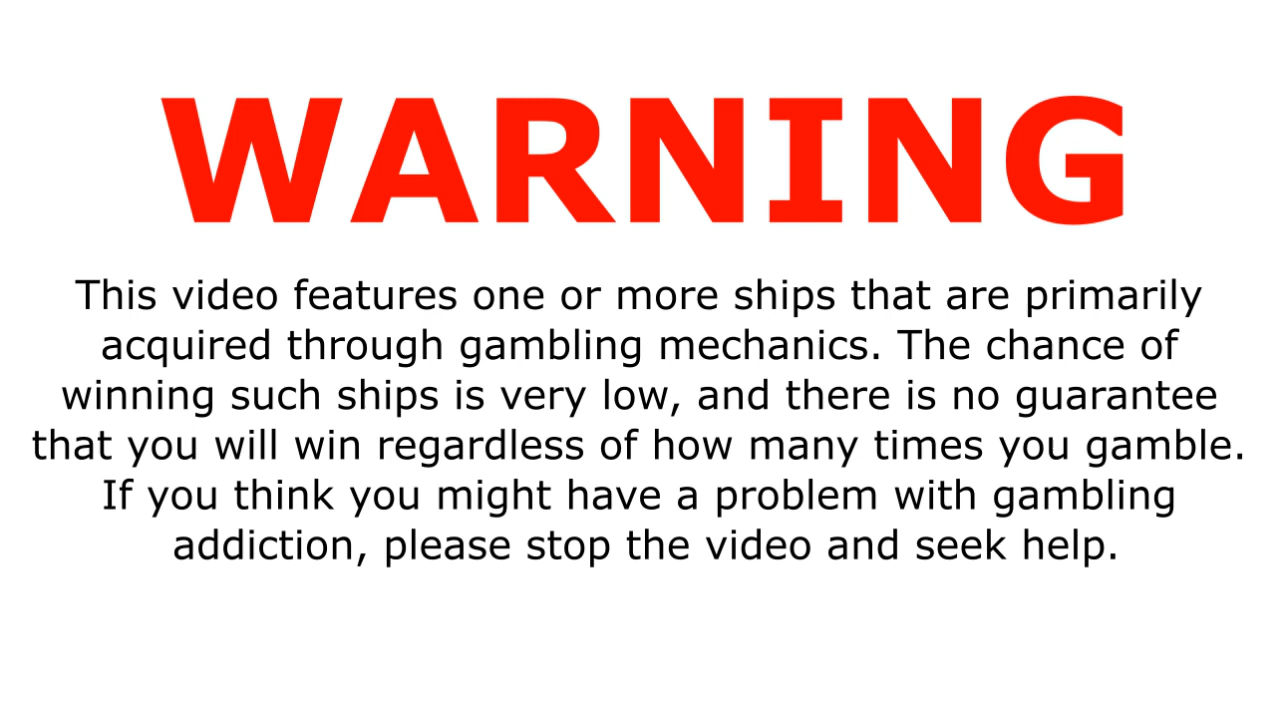 WARNING
This video features one or more ships that are primarily
acquired through gambling mechanics. The chance of
winning such ships is very low, and there is no guarantee
that you will win regardless of how many times you gamble.
If you think you might have a problem with gambling
addiction, please stop the video and seek help.